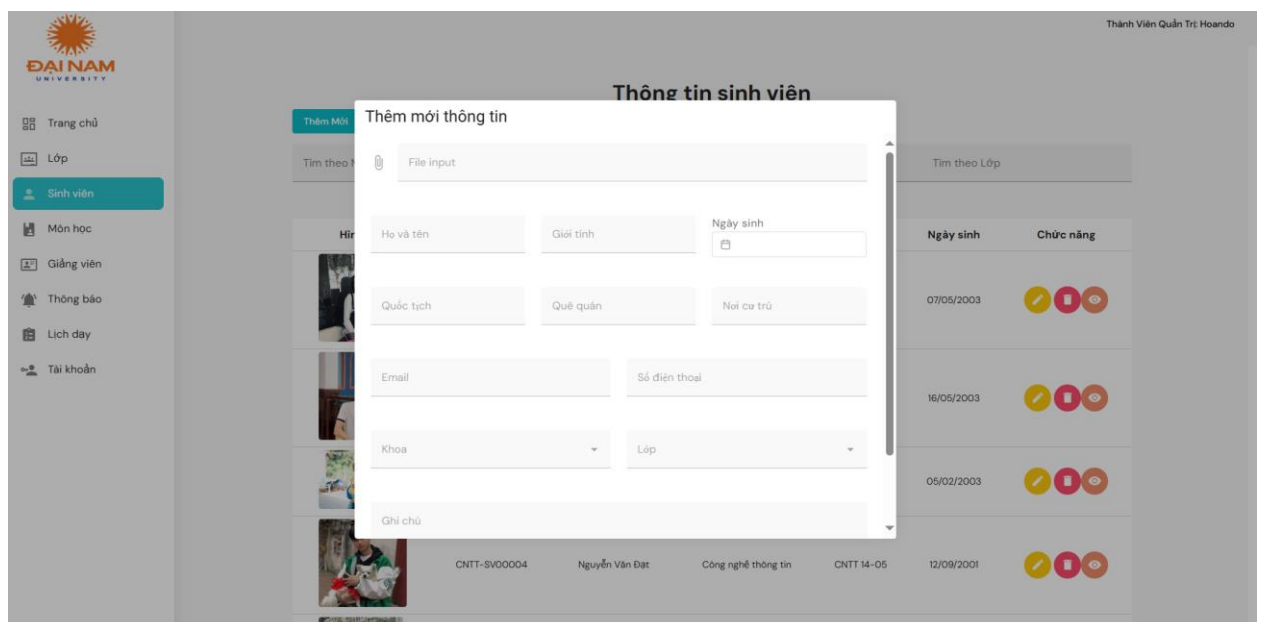 Thành Viên Quản Trị: Hoando
ĐẠI NAM
UNIVERSITY
Trang chủ
Lớp
Sinh viên
Môn học
Giảng viên
Thông báo
Lịch dạy
Tài khoản
Thông tin sinh viên
Thêm Mới
Tìm theo
Tìm theo Lớp
Thêm mới thông tin
File input
Họ và tên
Giới tính
Ngày sinh
Quốc tịch
Quê quán
Nơi cư trú
Email
Số điện thoại
Khoa
Lớp
Ghi chú
Ngày sinh
Chức năng
07/05/2003
16/05/2003
05/02/2003
CNTT-SV00004
Nguyễn Văn Đạt
Công nghệ thông tin
CNTT 14-05
12/09/2001